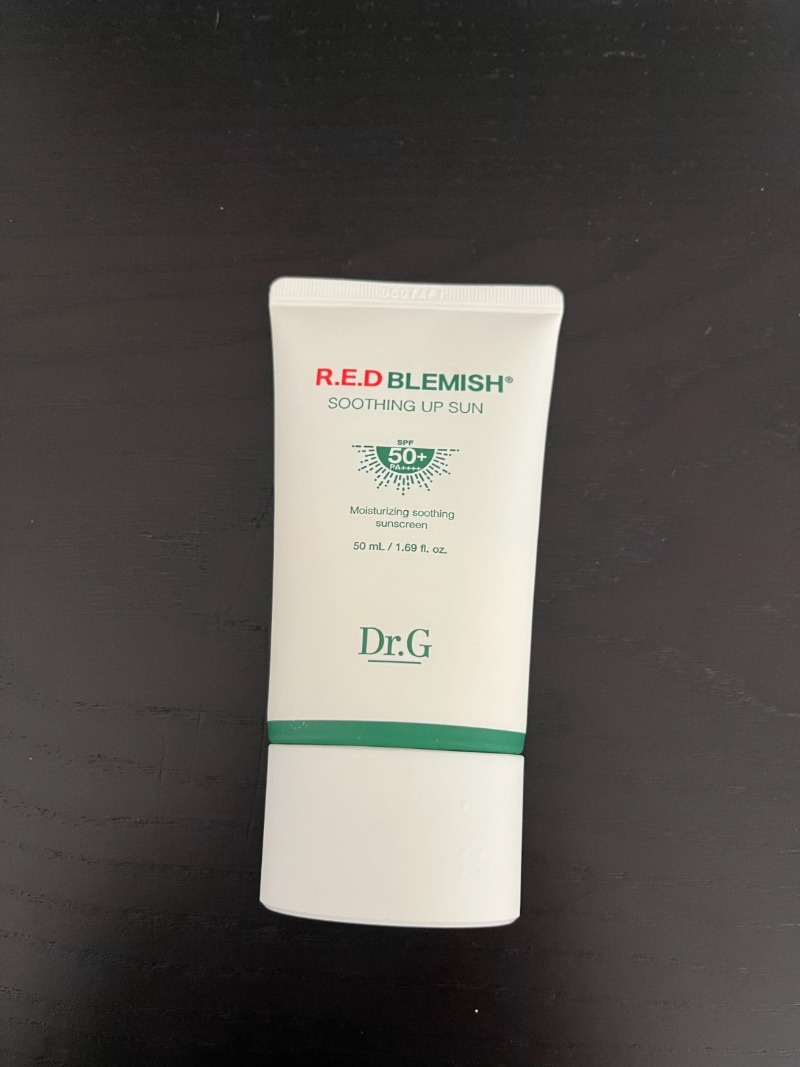 R.E.D BLEMISH®
SOOTHING UP SUN
SPF
50+
PA++++
Moisturizing soothing
sunscreen
50 mL / 1.69 fl. oz.
Dr.G